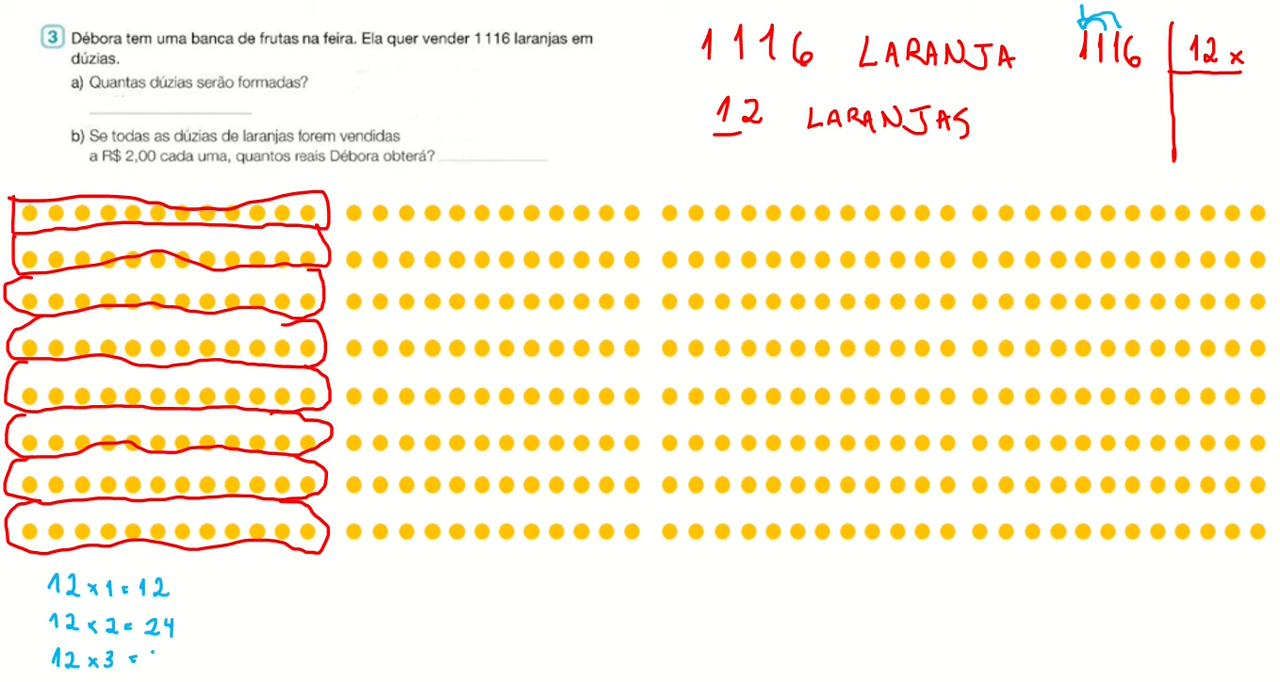 3 Débora tem uma banca de frutas na feira. Ela quer vender 1 116 laranjas em
dúzias.
a) Quantas dúzias serão formadas?
b) Se todas as dúzias de laranjas forem vendidas
a R$ 2,00 cada uma, quantos reais Débora obterá?
1116 LARANJA
12 LARANJAS
1116 12 x
12 x 1 = 12
12 x 2 = 24
12 x 3 =